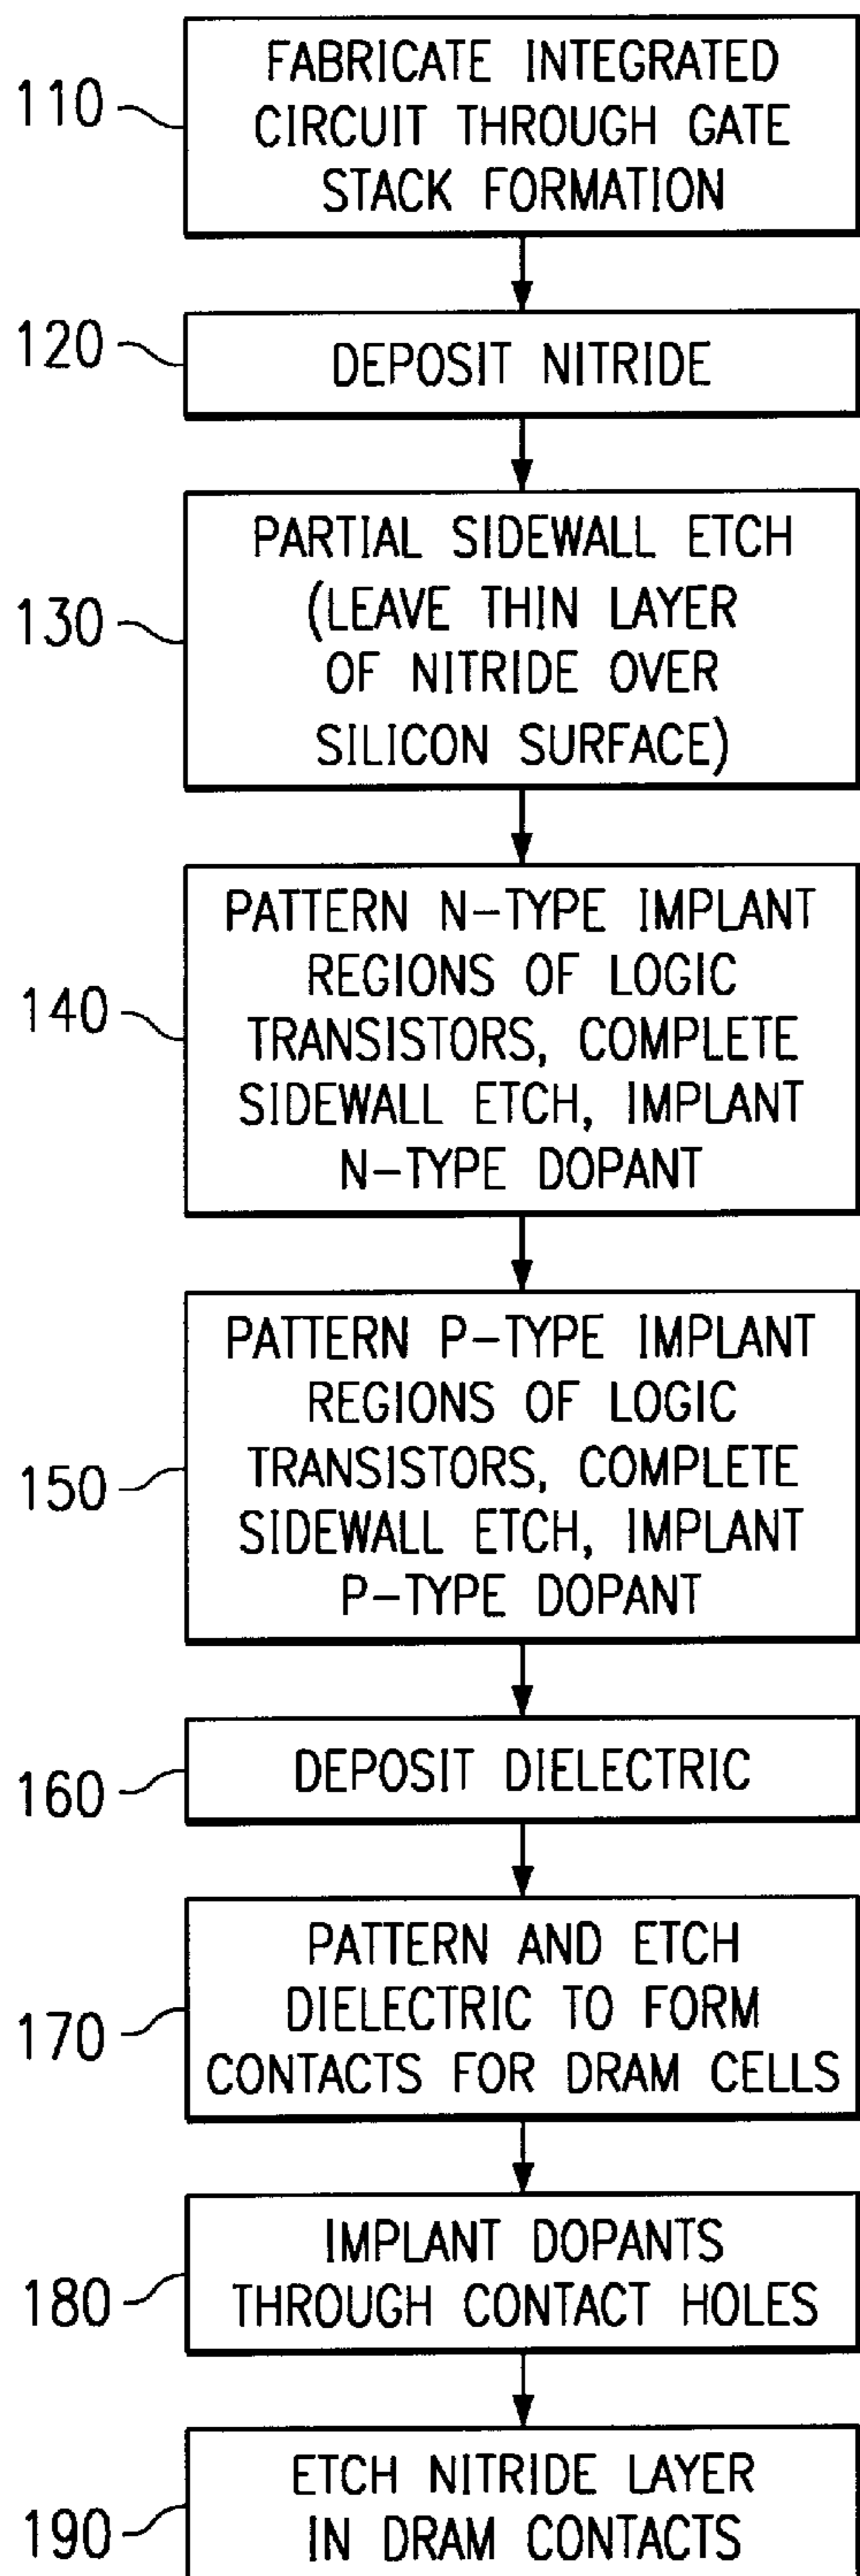 110
FABRICATE INTEGRATED
CIRCUIT THROUGH GATE
STACK FORMATION
120
DEPOSIT NITRIDE
130
PARTIAL SIDEWALL ETCH
(LEAVE THIN LAYER
OF NITRIDE OVER
SILICON SURFACE)
140
PATTERN N-TYPE IMPLANT
REGIONS OF LOGIC
TRANSISTORS, COMPLETE
SIDEWALL ETCH, IMPLANT
N-TYPE DOPANT
150
PATTERN P-TYPE IMPLANT
REGIONS OF LOGIC
TRANSISTORS, COMPLETE
SIDEWALL ETCH, IMPLANT
P-TYPE DOPANT
160
DEPOSIT DIELECTRIC
170
PATTERN AND ETCH
DIELECTRIC TO FORM
CONTACTS FOR DRAM CELLS
180
IMPLANT DOPANTS
THROUGH CONTACT HOLES
190
ETCH NITRIDE LAYER
IN DRAM CONTACTS